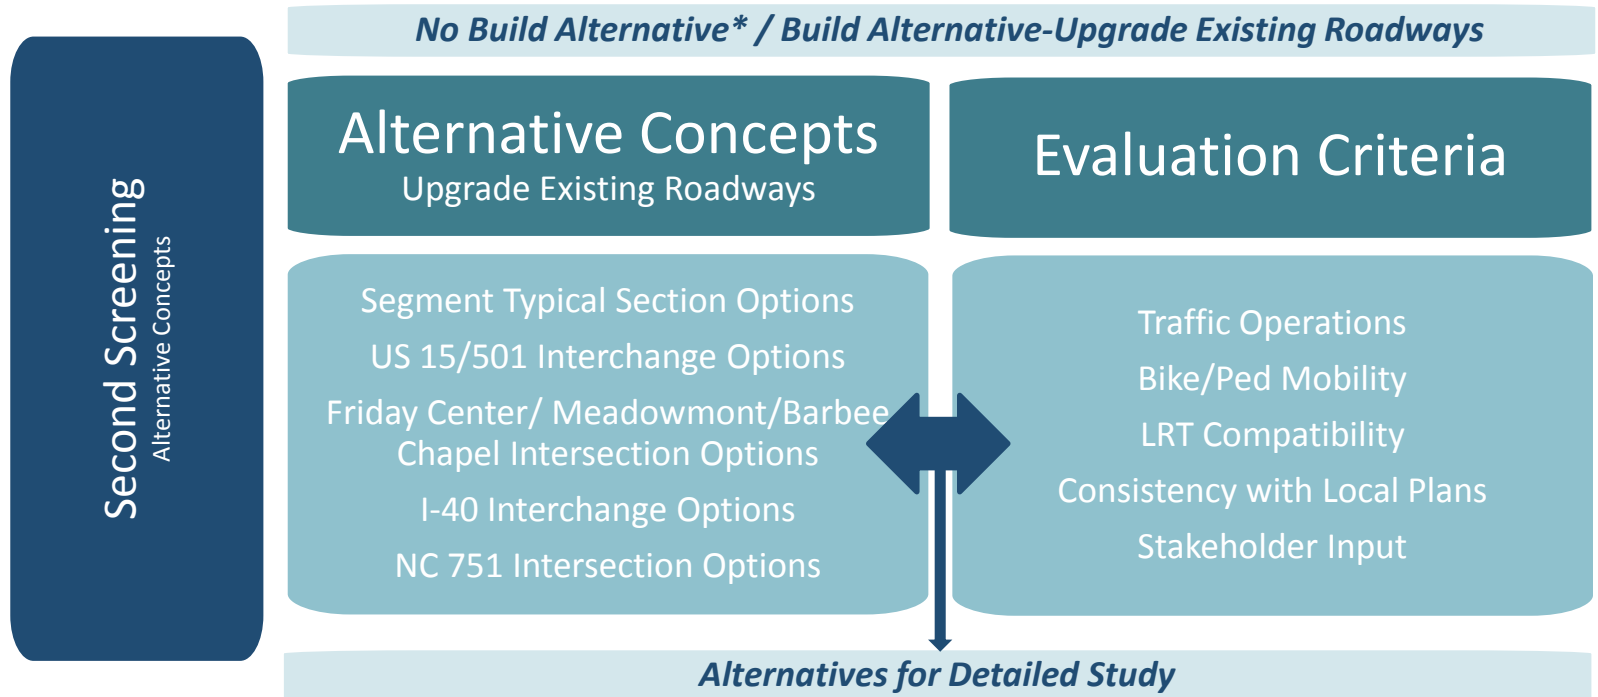 No Build Alternative* / Build Alternative-Upgrade Existing Roadways
Second Screening
Alternative Concepts
Alternative Concepts
Upgrade Existing Roadways
Segment Typical Section Options
US 15/501 Interchange Options
Friday Center/ Meadowmont/Barbee
Chapel Intersection Options
I-40 Interchange Options
NC 751 Intersection Options
Evaluation Criteria
Traffic Operations
Bike/Ped Mobility
LRT Compatibility
Consistency with Local Plans
Stakeholder Input
Alternatives for Detailed Study